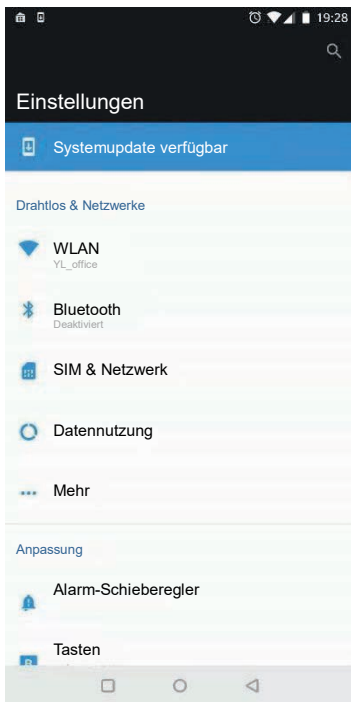 19:28
Einstellungen
Systemupdate verfügbar
Drahtlos & Netzwerke
WLAN
YL_office
Bluetooth
Deaktiviert
SIM & Netzwerk
Datennutzung
Mehr
Anpassung
Alarm-Schieberegler
Tasten